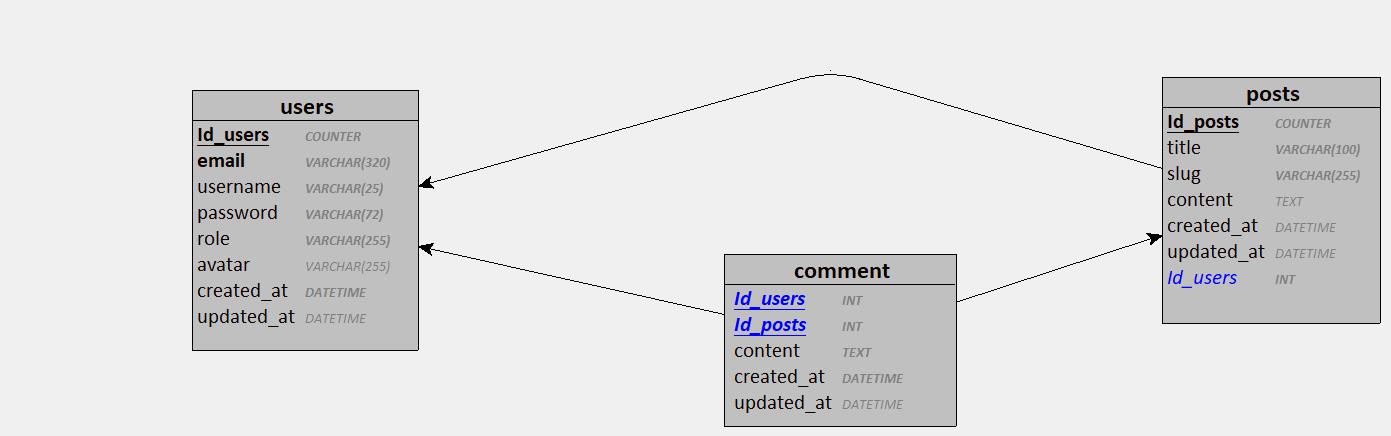 users
Id_users COUNTER
email VARCHAR(320)
username VARCHAR(25)
password VARCHAR(72)
role VARCHAR(255)
avatar VARCHAR(255)
created_at DATETIME
updated_at DATETIME
comment
Id_users INT
Id_posts INT
content TEXT
created_at DATETIME
updated_at DATETIME
posts
Id_posts COUNTER
title VARCHAR(100)
slug VARCHAR(255)
content TEXT
created_at DATETIME
updated_at DATETIME
Id_users INT